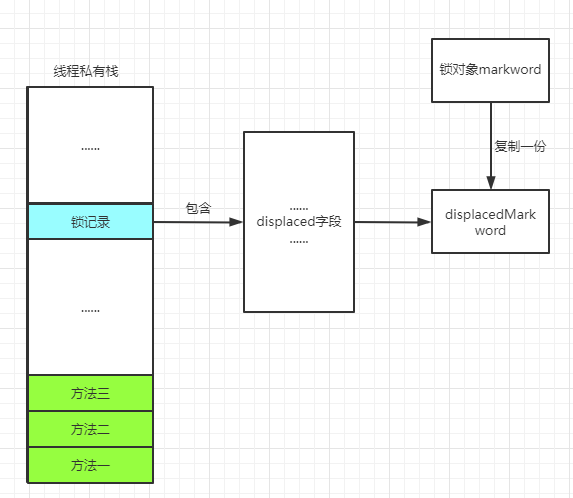 线程私有栈
......
锁记录
......
方法三
方法二
方法一
包含
......
displaced字段
......
锁对象markword
复制一份
displacedMark
word